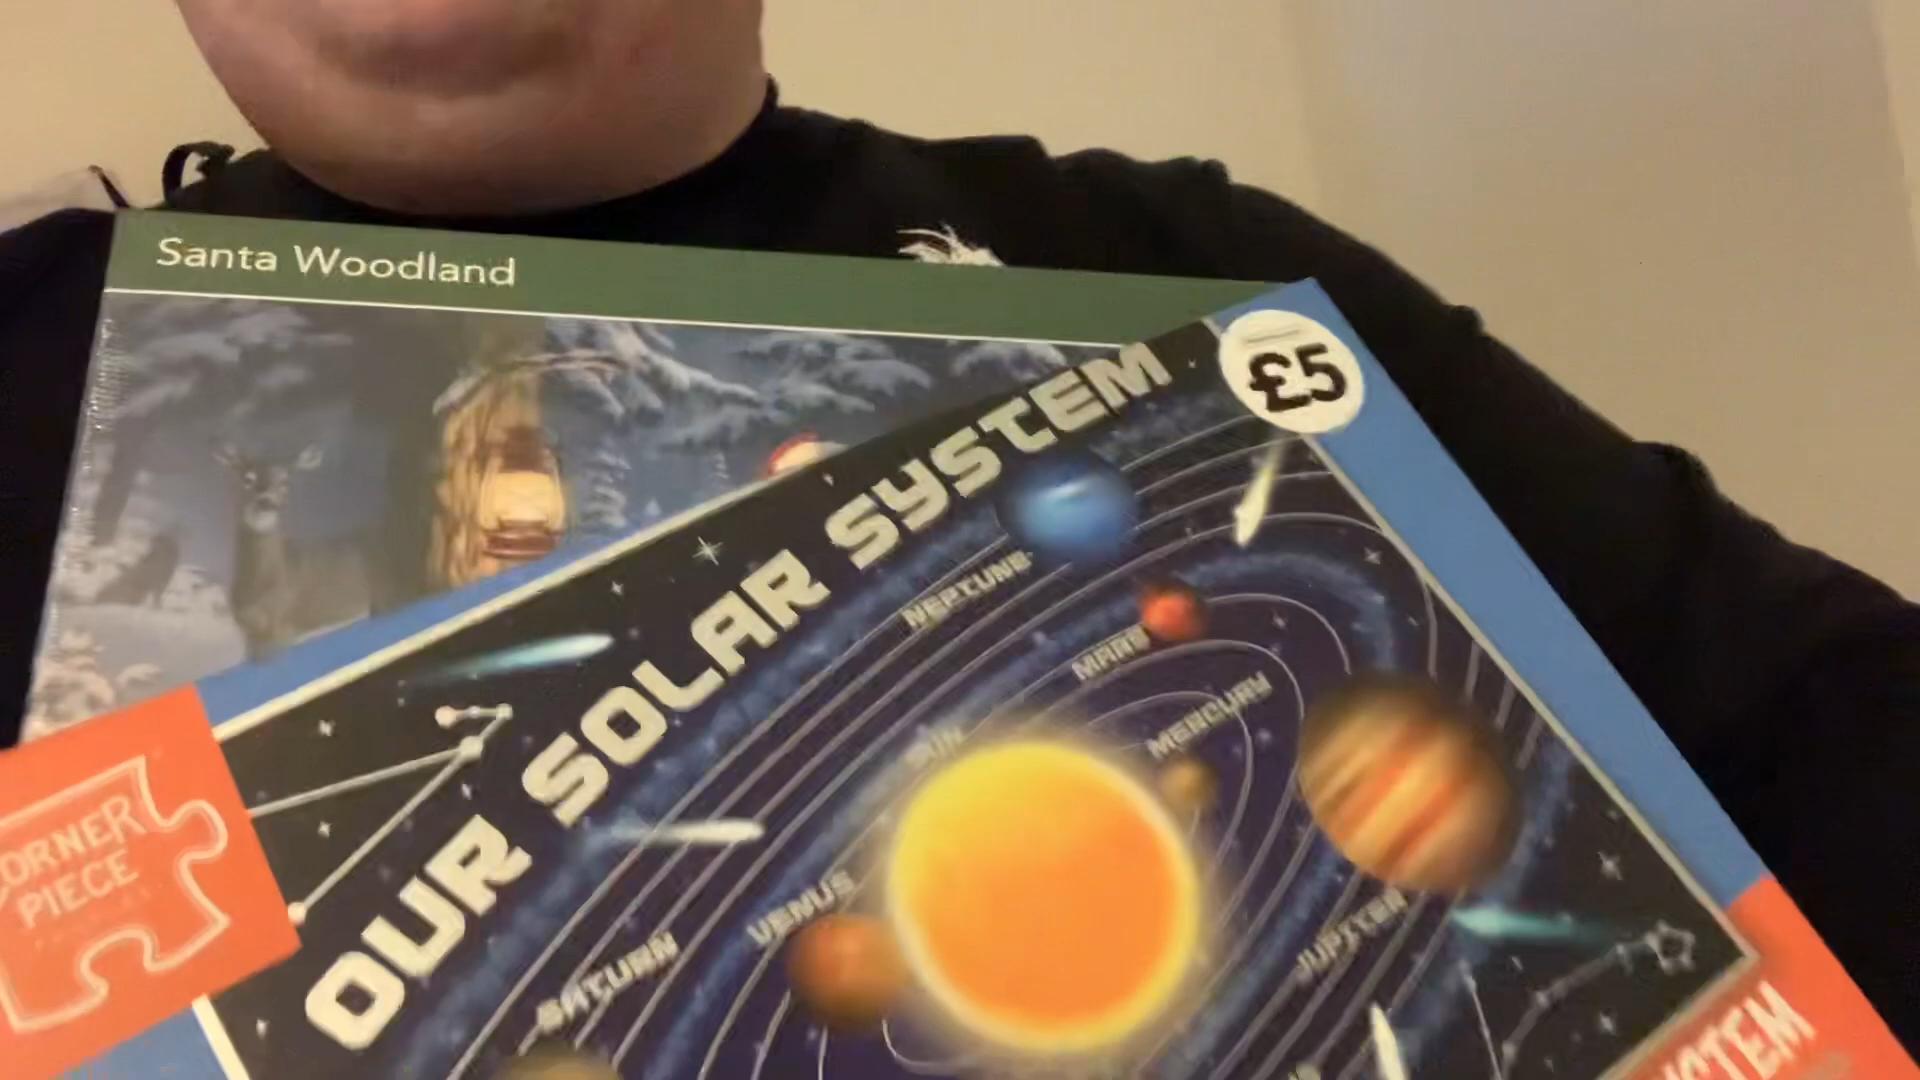 Santa Woodland
£5
OUR SOLAR SYSTEM
NEPTUNE
MARS
MERCURY
SUN
VENUS
SATURN
JUPITER
CORNER
PIECE